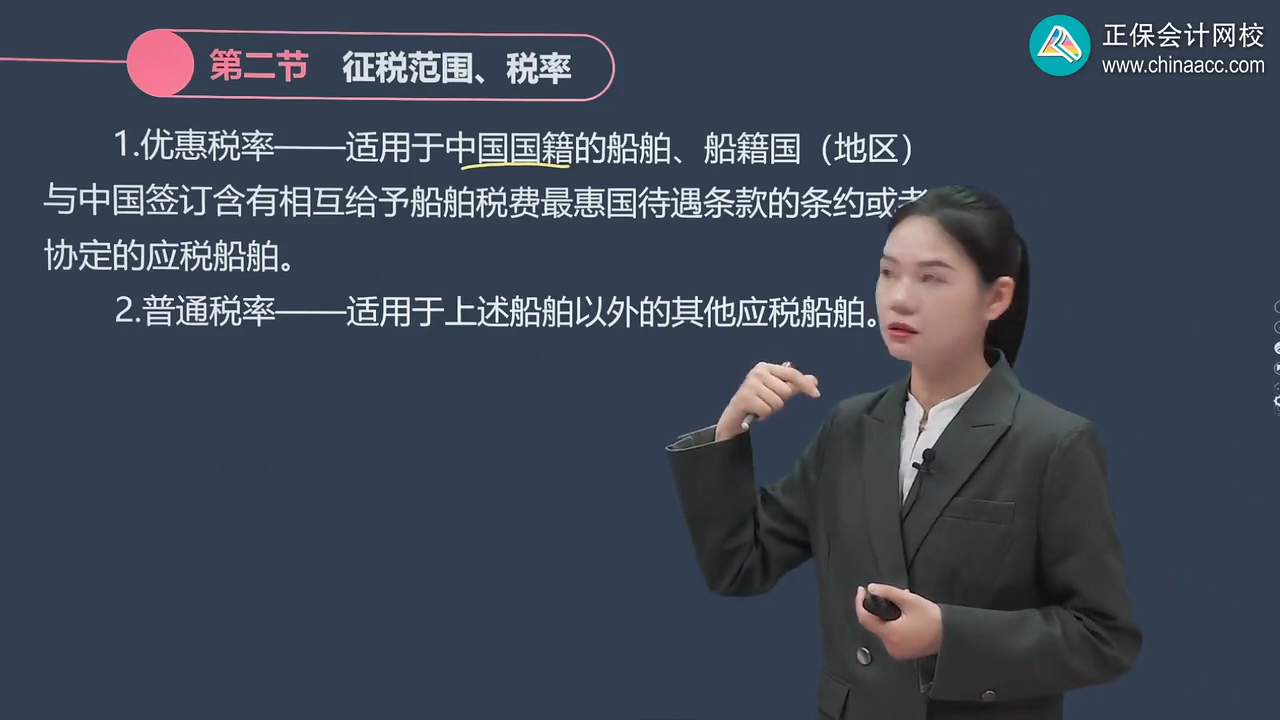 第二节 征税范围、税率
正保会计网校
www.chinaacc.com
1.优惠税率——适用于中国国籍的船舶、船籍国（地区）
与中国签订含有相互给予船舶税费最惠国待遇条款的条约或者
协定的应税船舶。
2.普通税率——适用于上述船舶以外的其他应税船舶。